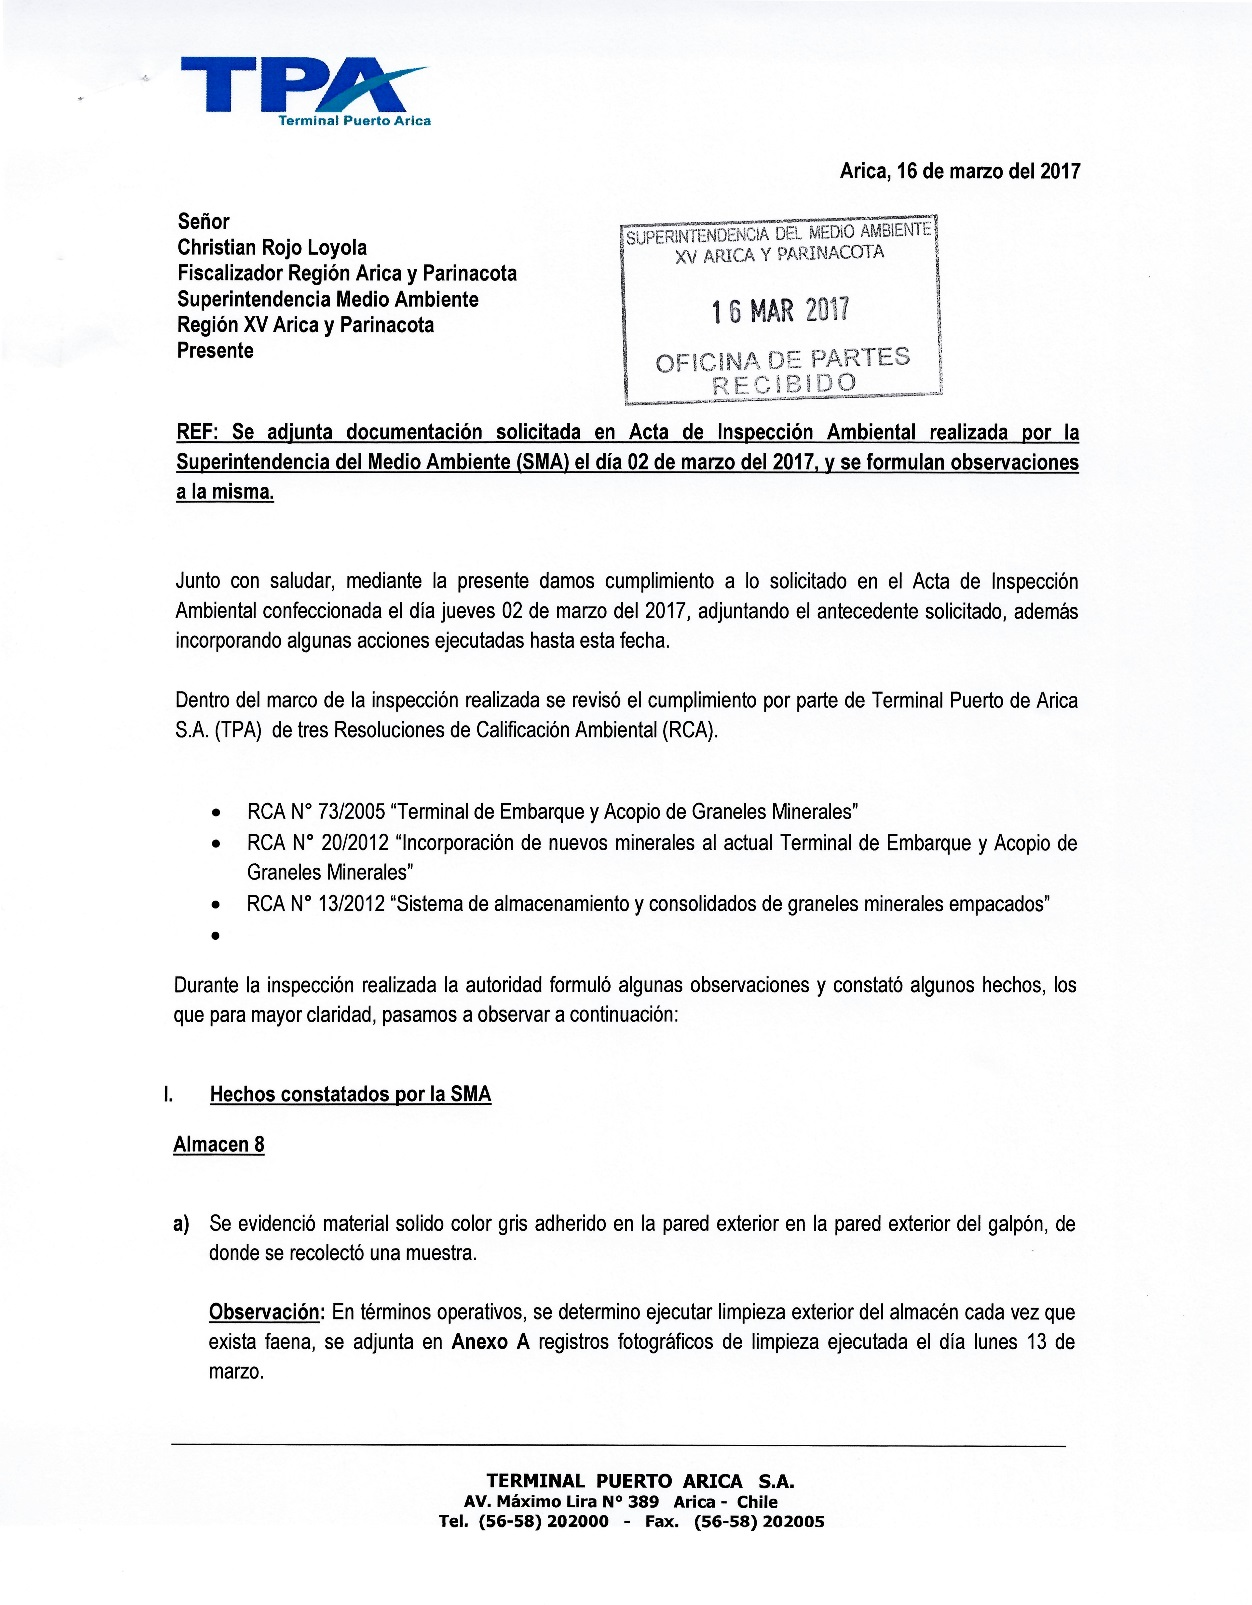 TPA
Terminal Puerto Arica
Arica, 16 de marzo del 2017
Señor
Christian Rojo Loyola
Fiscalizador Región Arica y Parinacota
Superintendencia Medio Ambiente
Región XV Arica y Parinacota
Presente
SUPERINTENDENCIA DEL MEDIO AMBIENTE
XV ARICA Y PARINACOTA
16 MAR 2017
OFICINA DE PARTES
RECIBIDO
REF: Se adjunta documentación solicitada en Acta de Inspección Ambiental realizada por la
Superintendencia del Medio Ambiente (SMA) el día 02 de marzo del 2017, y se formulan observaciones
a la misma.
Junto con saludar, mediante la presente damos cumplimiento a lo solicitado en el Acta de Inspección
Ambiental confeccionada el día jueves 02 de marzo del 2017, adjuntando el antecedente solicitado, además
incorporando algunas acciones ejecutadas hasta esta fecha.
Dentro del marco de la inspección realizada se revisó el cumplimiento por parte de Terminal Puerto de Arica
S.A. (TPA) de tres Resoluciones de Calificación Ambiental (RCA).
• RCA N° 73/2005 “Terminal de Embarque y Acopio de Graneles Minerales”
• RCA N° 20/2012 “Incorporación de nuevos minerales al actual Terminal de Embarque y Acopio de
Graneles Minerales”
• RCA N° 13/2012 “Sistema de almacenamiento y consolidados de graneles minerales empacados”
•
Durante la inspección realizada la autoridad formuló algunas observaciones y constató algunos hechos, los
que para mayor claridad, pasamos a observar a continuación:
I. Hechos constatados por la SMA
Almacen 8
a) Se evidenció material solido color gris adherido en la pared exterior en la pared exterior del galpón, de
donde se recolectó una muestra.
Observación: En términos operativos, se determino ejecutar limpieza exterior del almacén cada vez que
exista faena, se adjunta en Anexo A registros fotográficos de limpieza ejecutada el día lunes 13 de
marzo.
TERMINAL PUERTO ARICA S.A.
AV. Máximo Lira Nº 389 Arica - Chile
Tel. (56-58) 202000 - Fax. (56-58) 202005